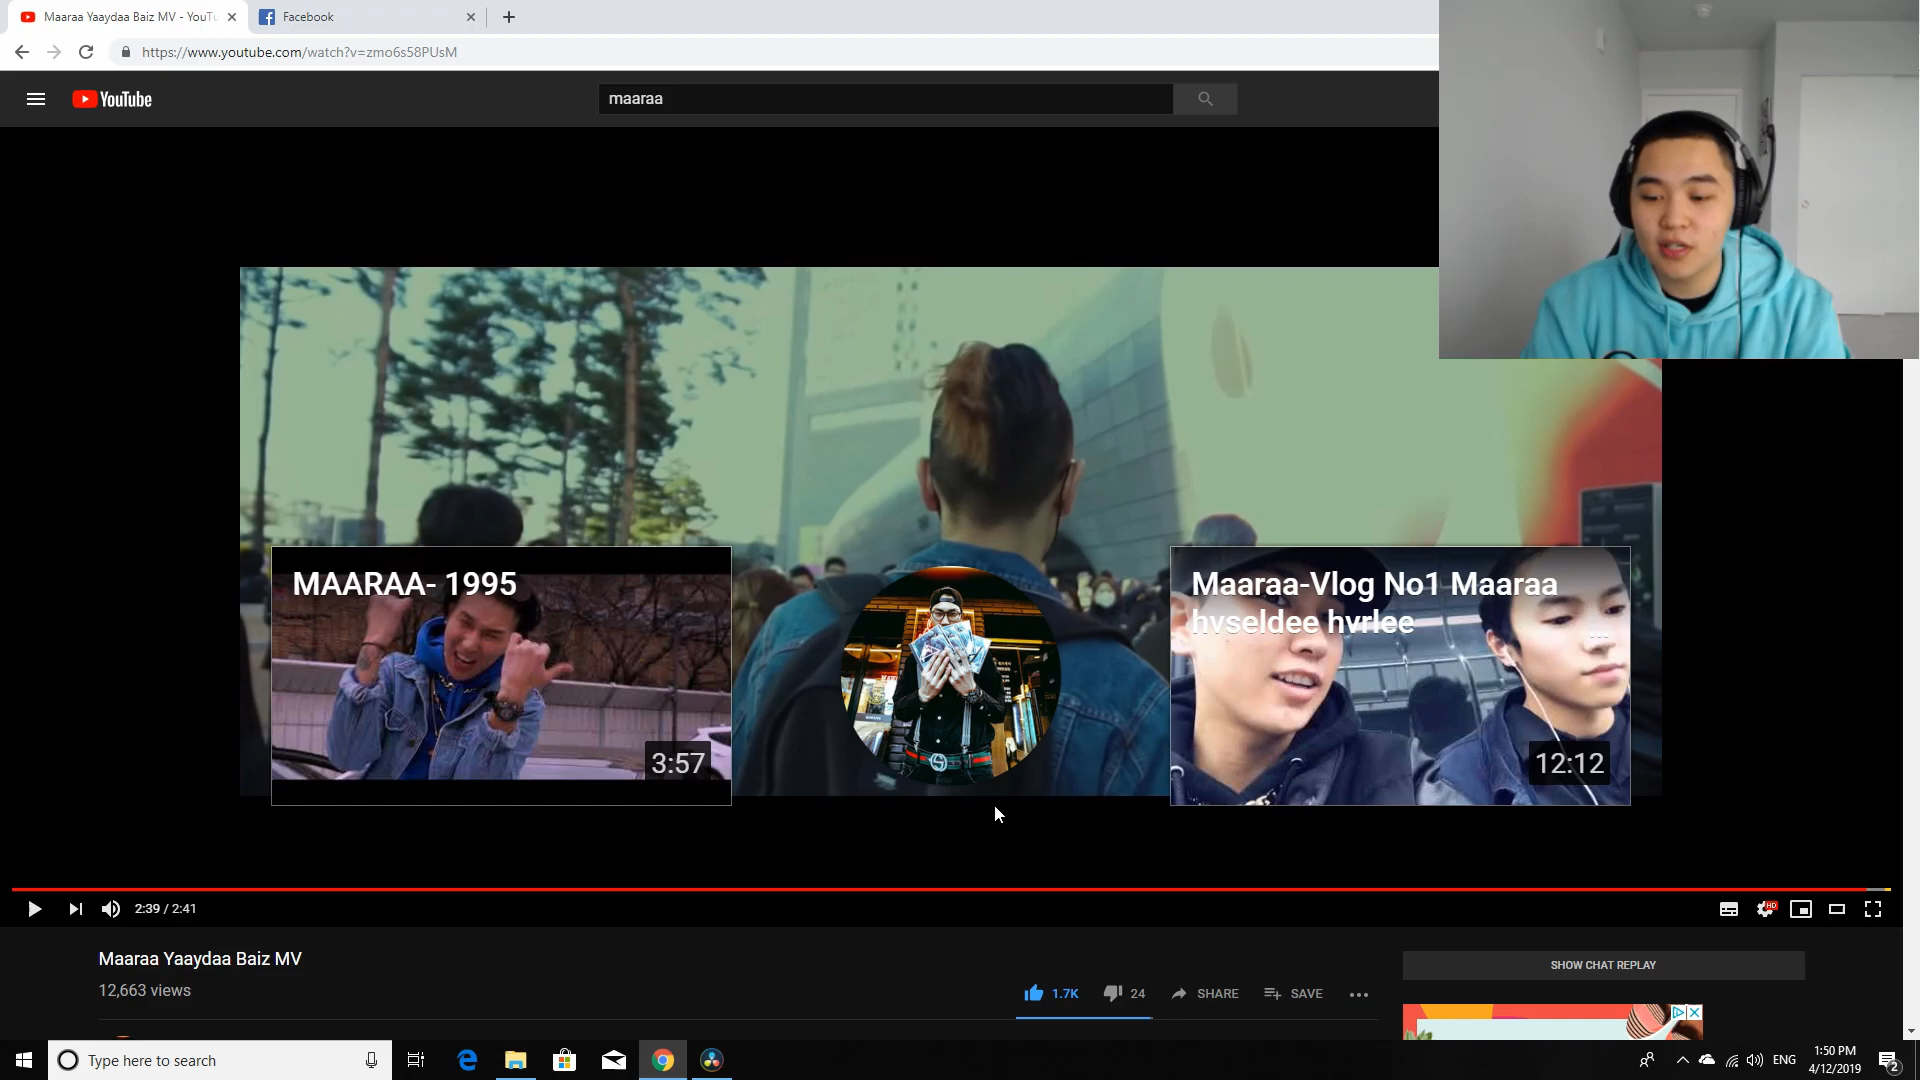 Maaraa Yaaydaa Baiz MV - YouTu
Facebook
https://www.youtube.com/watch?v=zmo6s58PUsM
YouTube
maaraa
MAARAA- 1995
3:57
Maaraa-Vlog No1 Maaraa
hvseldee hvrlee
12:12
2:39 / 2:41
HD
Maaraa Yaaydaa Baiz MV
12,663 views
1.7K
24
SHARE
SAVE
SHOW CHAT REPLAY
Type here to search
ENG
1:50 PM
4/12/2019
2